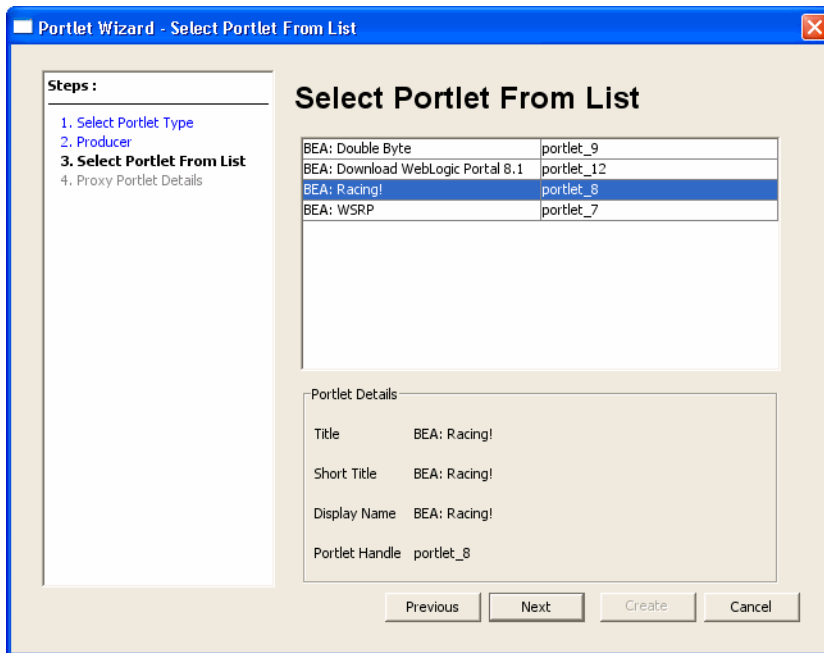 Portlet Wizard - Select Portlet From List
Steps :
1. Select Portlet Type
2. Producer
3. Select Portlet From List
4. Proxy Portlet Details
Select Portlet From List
BEA: Double Byte portlet_9
BEA: Download WebLogic Portal 8.1 portlet_12
BEA: Racing! portlet_8
BEA: WSRP portlet_7
Portlet Details
Title BEA: Racing!
Short Title BEA: Racing!
Display Name BEA: Racing!
Portlet Handle portlet_8
Previous Next Create Cancel